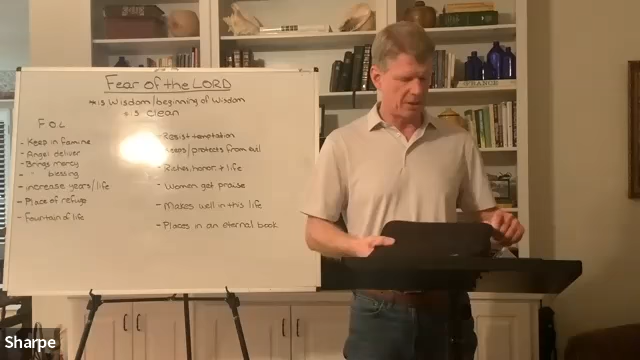 Fear of the LORD
is Wisdom/beginning of Wisdom
is clean
F O L
- Keep in famine
- Angel deliver
- Brings mercy
- " blessing
- increase years/life
- Place of refuge
- Fountain of life
- Resist temptation
- Keeps/protects from evil
- Riches, honor, + life
- Women get praise
- Makes well in this life
- Places in an eternal book
FRANCE
Sharpe